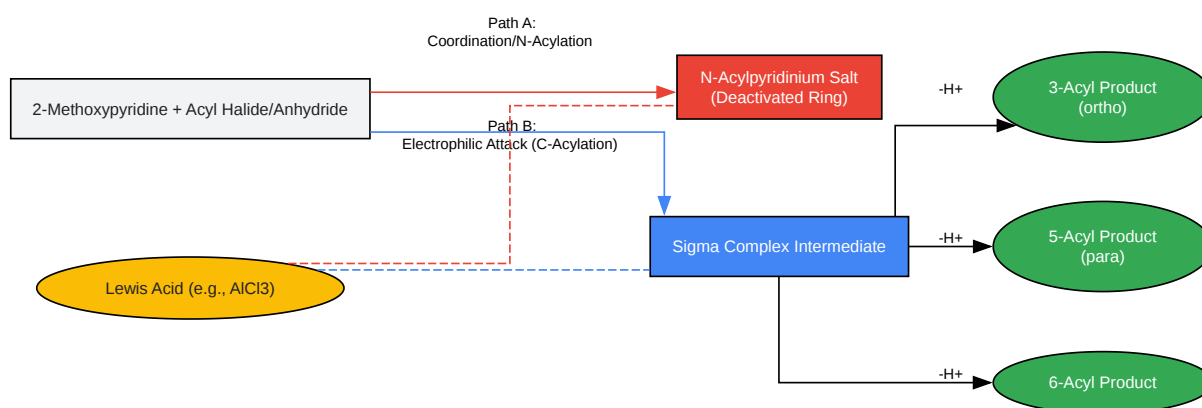 Path A:
Coordination/N-Acylation
2-Methoxypyridine + Acyl Halide/Anhydride
N-Acylpyridinium Salt
(Deactivated Ring)
-H+
3-Acyl Product
(ortho)
Path B:
Electrophilic Attack (C-Acylation)
Sigma Complex Intermediate
-H+
5-Acyl Product
(para)
Lewis Acid (e.g., AlCl3)
-H+
6-Acyl Product